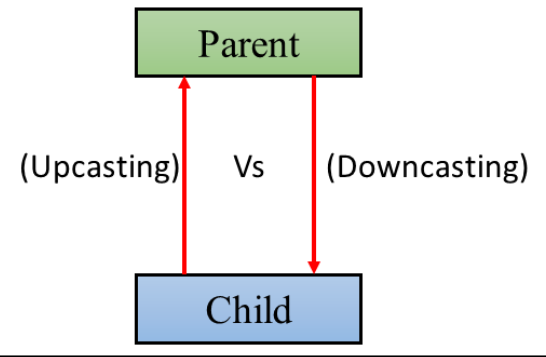 Parent
(Upcasting) Vs (Downcasting)
Child